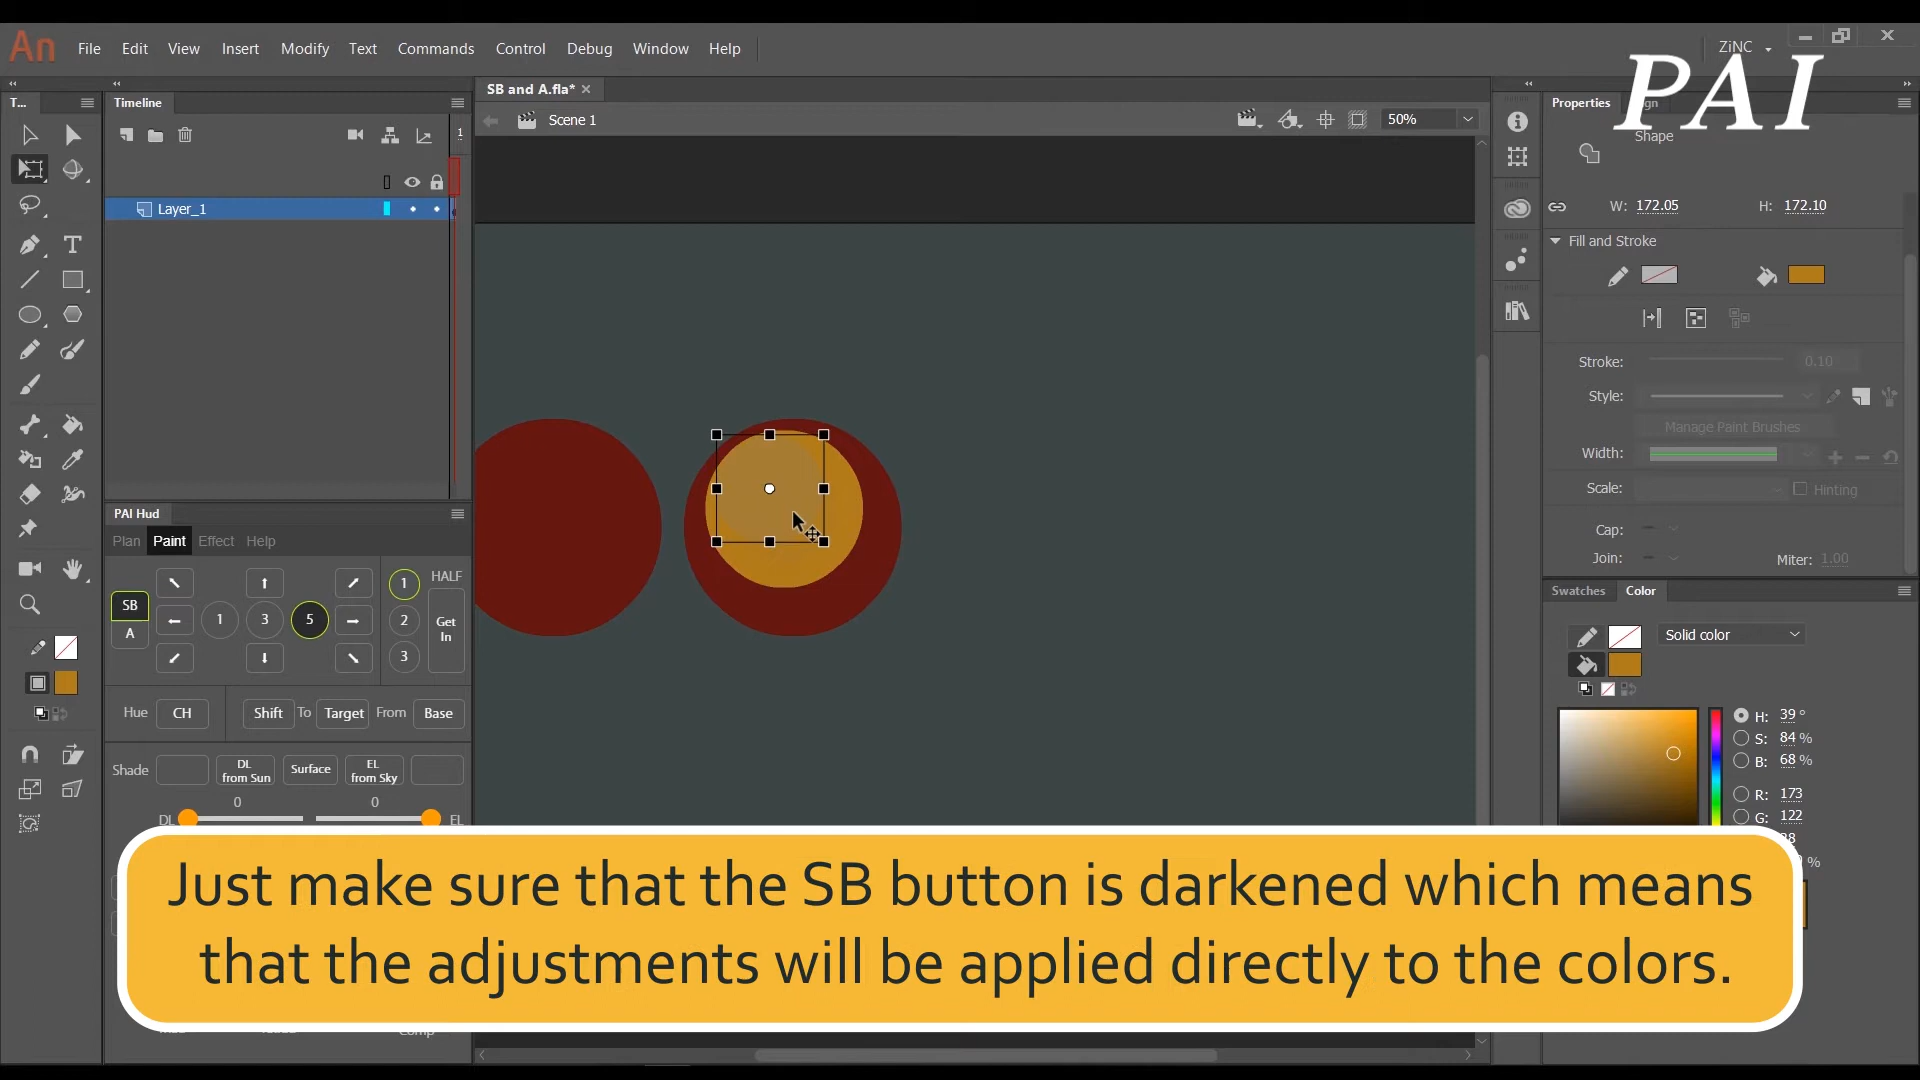 An File Edit View Insert Modify Text Commands Control Debug Window Help ZiNC
PAI
T... Timeline SB and A.fla* Properties
Scene 1 50%
1
Shape
Layer_1
W: 172.05 H: 172.10
Fill and Stroke
Stroke: 0.10
Style:
Manage Paint Brushes
Width:
Scale: Hinting
Cap:
Join: Miter: 1.00
PAI Hud
Plan Paint Effect Help
SB A 1 3 5 1 2 3 HALF Get In
Hue CH Shift To Target From Base
Shade DL from Sun Surface EL from Sky
0 0
DL EL
Swatches Color
Solid color
H: 39 °
S: 84 %
B: 68 %
R: 173
G: 122
%
Just make sure that the SB button is darkened which means
that the adjustments will be applied directly to the colors.